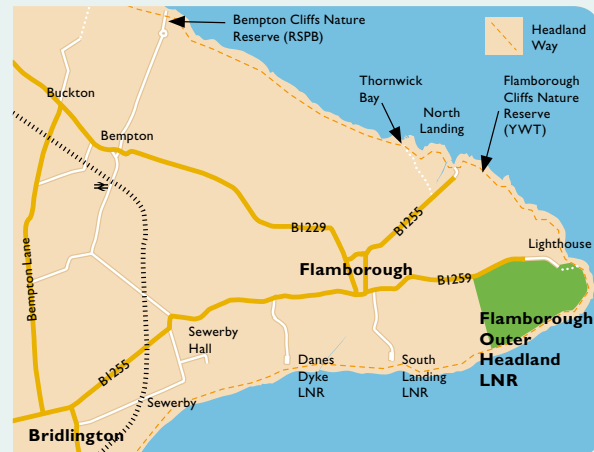 Bempton Cliffs Nature
Reserve (RSPB)
Headland
Way
Thornwick
Bay
North
Landing
Flamborough
Cliffs Nature
Reserve
(YWT)
Buckton
Bempton
B1229
B1255
Lighthouse
Flamborough
B1259
Bempton Lane
Flamborough
Outer
Headland
LNR
Sewerby
Hall
Danes
Dyke
LNR
South
Landing
LNR
B1255
Sewerby
Bridlington